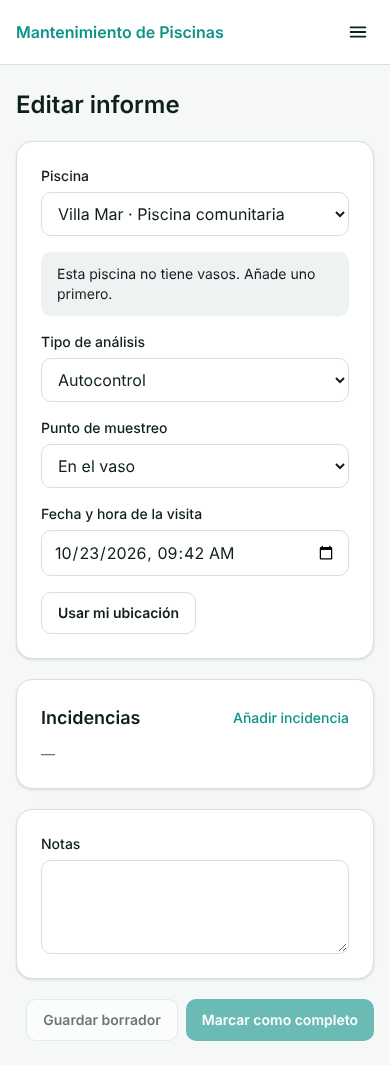 Mantenimiento de Piscinas
Editar informe
Piscina
Villa Mar · Piscina comunitaria
Esta piscina no tiene vasos. Añade uno
primero.
Tipo de análisis
Autocontrol
Punto de muestreo
En el vaso
Fecha y hora de la visita
10/23/2026, 09:42 AM
Usar mi ubicación
Incidencias
Añadir incidencia
—
Notas
Guardar borrador
Marcar como completo